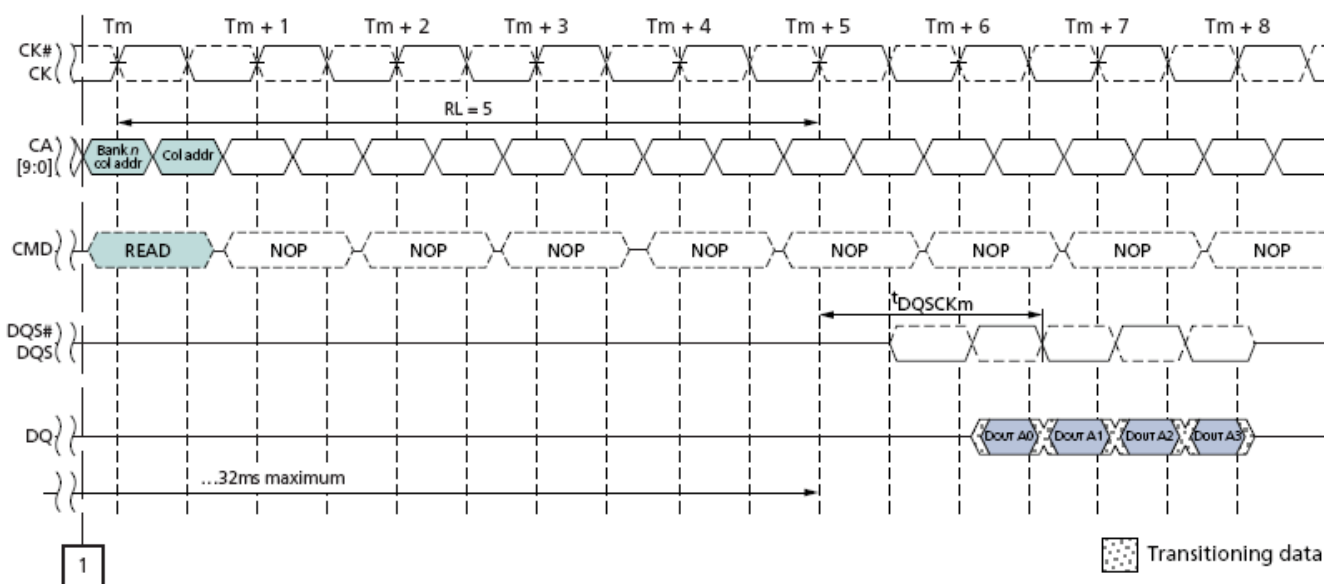 Tm Tm + 1 Tm + 2 Tm + 3 Tm + 4 Tm + 5 Tm + 6 Tm + 7 Tm + 8
CK#
CK
RL = 5
CA
[9:0]
Bank n
col addr
Col addr
CMD READ NOP NOP NOP NOP NOP NOP NOP NOP
tDQSCKm
DQS#
DQS
DQ DOUT A0 DOUT A1 DOUT A2 DOUT A3
...32ms maximum
1
Transitioning data